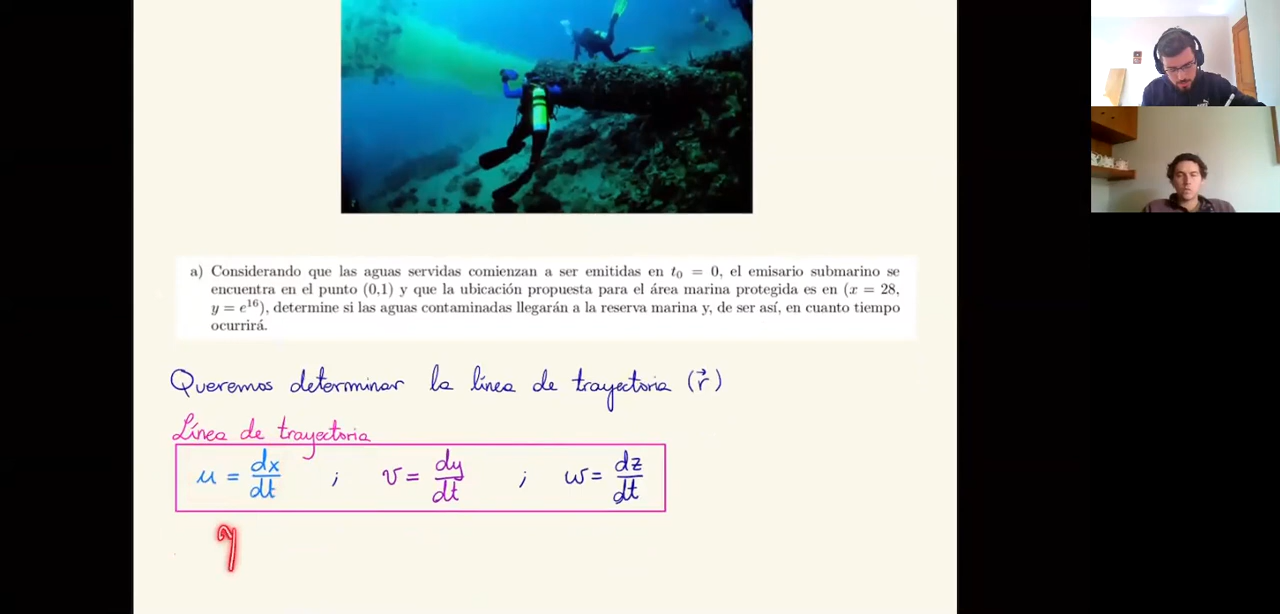 a) Considerando que las aguas servidas comienzan a ser emitidas en t₀ = 0, el emisario submarino se
encuentra en el punto (0,1) y que la ubicación propuesta para el área marina protegida es en (x = 28,
y = e¹⁶), determine si las aguas contaminadas llegarán a la reserva marina y, de ser así, en cuanto tiempo
ocurrirá.
Queremos determinar la línea de trayectoria (r⃗)
Línea de trayectoria
u = dx/dt ; v = dy/dt ; w = dz/dt